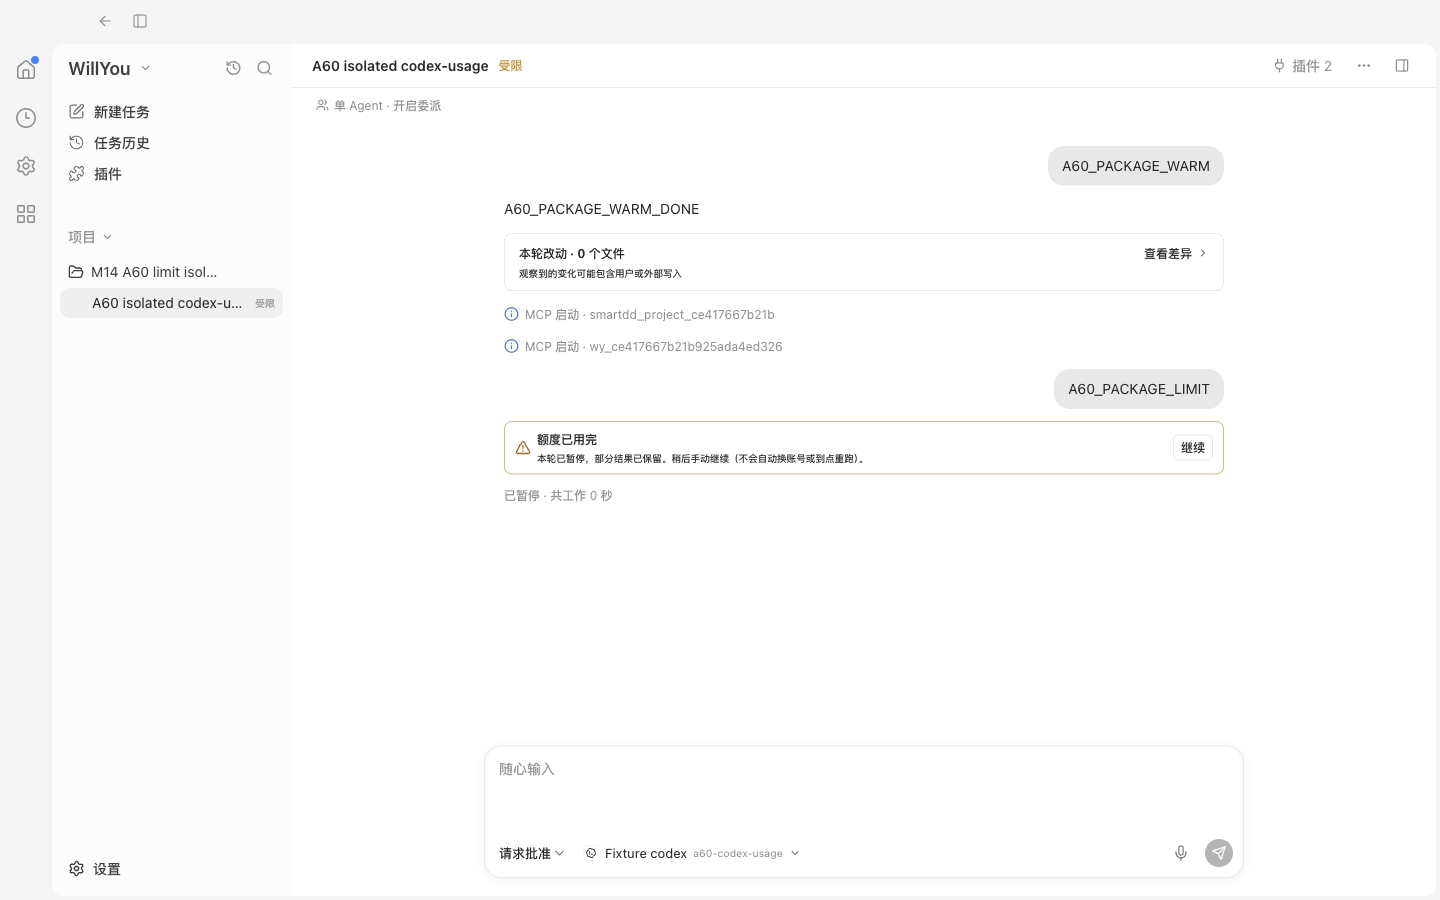 WillYou
新建任务
任务历史
插件
项目
M14 A60 limit isol...
A60 isolated codex-u... 受限
设置
A60 isolated codex-usage 受限
插件 2
单 Agent · 开启委派
A60_PACKAGE_WARM
A60_PACKAGE_WARM_DONE
本轮改动 · 0 个文件
查看差异
观察到的变化可能包含用户或外部写入
MCP 启动 · smartdd_project_ce417667b21b
MCP 启动 · wy_ce417667b21b925ada4ed326
A60_PACKAGE_LIMIT
额度已用完
本轮已暂停，部分结果已保留。稍后手动继续（不会自动换账号或到点重跑）。
继续
已暂停 · 共工作 0 秒
随心输入
请求批准
Fixture codex a60-codex-usage